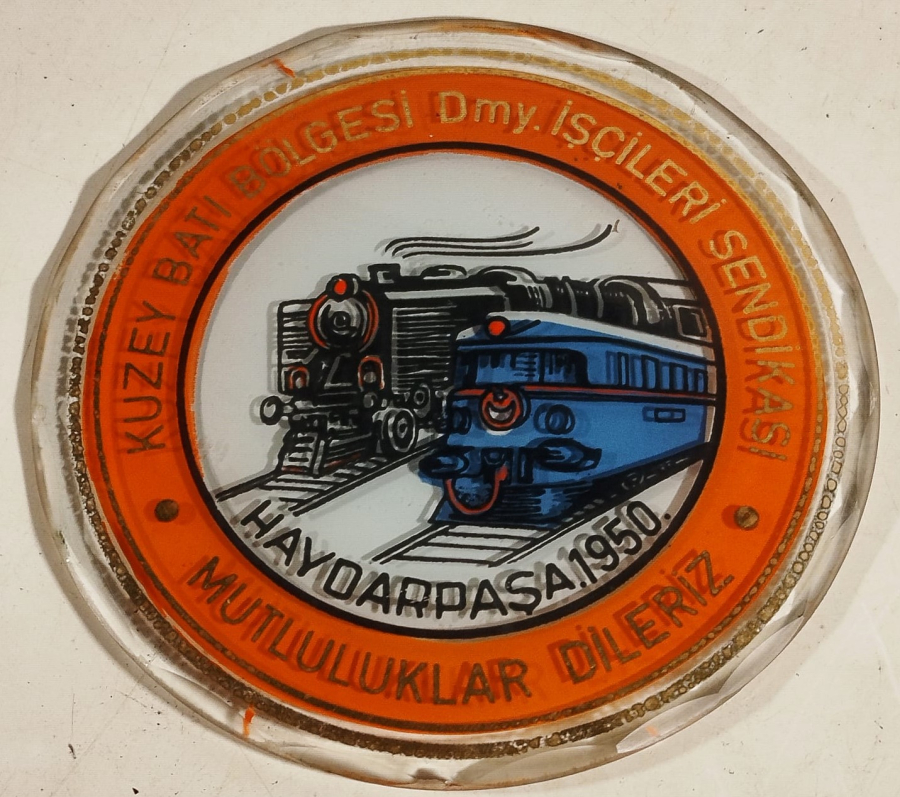 KUZEY BATI BÖLGESİ Dmy. İŞÇİLERİ SENDİKASI
HAYDARPAŞA.1950.
MUTLULUKLAR DİLERİZ